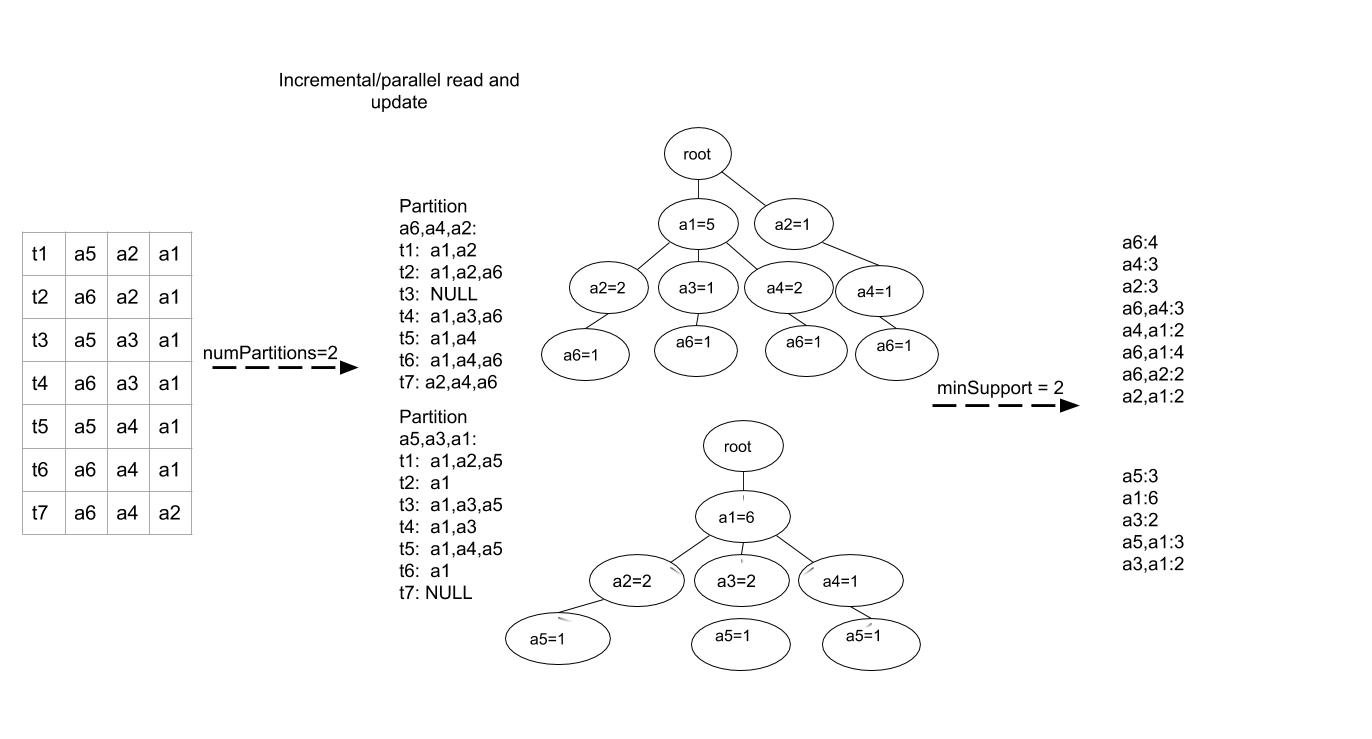 Incremental/parallel read and
update
t1 a5 a2 a1
t2 a6 a2 a1
t3 a5 a3 a1
t4 a6 a3 a1
t5 a5 a4 a1
t6 a6 a4 a1
t7 a6 a4 a2
numPartitions=2
Partition
a6,a4,a2:
t1: a1,a2
t2: a1,a2,a6
t3: NULL
t4: a1,a3,a6
t5: a1,a4
t6: a1,a4,a6
t7: a2,a4,a6
Partition
a5,a3,a1:
t1: a1,a2,a5
t2: a1
t3: a1,a3,a5
t4: a1,a3
t5: a1,a4,a5
t6: a1
t7: NULL
root
a1=5 a2=1
a2=2 a3=1 a4=2 a4=1
a6=1 a6=1 a6=1 a6=1
root
a1=6
a2=2 a3=2 a4=1
a5=1 a5=1 a5=1
minSupport = 2
a6:4
a4:3
a2:3
a6,a4:3
a4,a1:2
a6,a1:4
a6,a2:2
a2,a1:2
a5:3
a1:6
a3:2
a5,a1:3
a3,a1:2